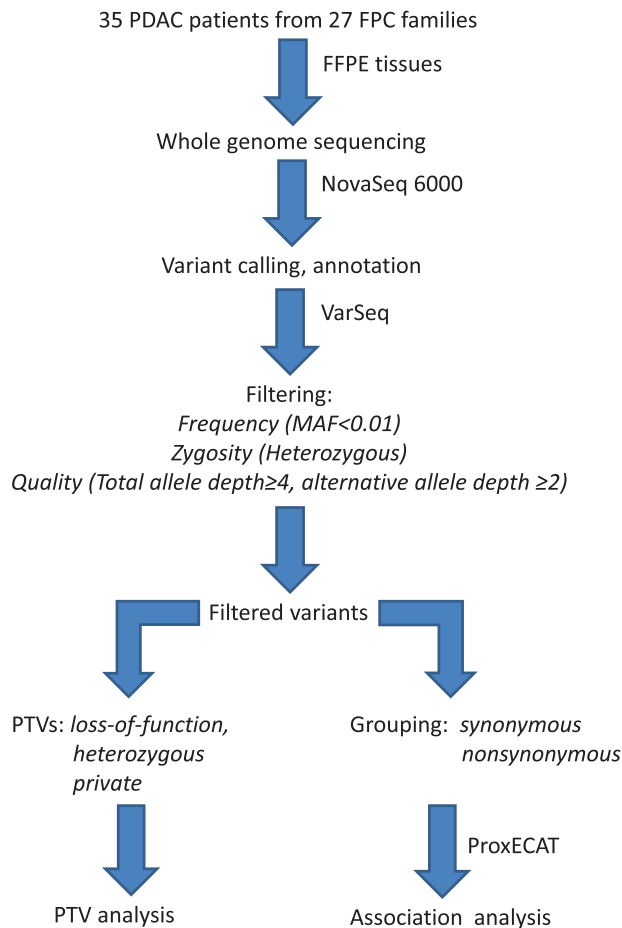 35 PDAC patients from 27 FPC families
FFPE tissues
Whole genome sequencing
NovaSeq 6000
Variant calling, annotation
VarSeq
Filtering:
Frequency (MAF<0.01)
Zygosity (Heterozygous)
Quality (Total allele depth≥4, alternative allele depth ≥2)
Filtered variants
PTVs: loss-of-function,
heterozygous
private
Grouping: synonymous
nonsynonymous
ProxECAT
PTV analysis
Association analysis